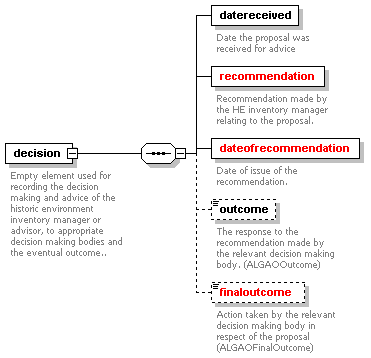 datereceived
Date the proposal was
received for advice
recommendation
Recommendation made by
the HE inventory manager
relating to the proposal.
dateofrecommendation
Date of issue of the
recommendation.
decision
Empty element used for
recording the decision
making and advice of the
historic environment
inventory manager or
advisor, to appropriate
decision making bodies and
the eventual outcome..
outcome
The response to the
recommendation made by
the relevant decision making
body. (ALGAOOutcome)
finaloutcome
Action taken by the relevant
decision making body in
respect of the proposal
(ALGAOFinalOutcome)